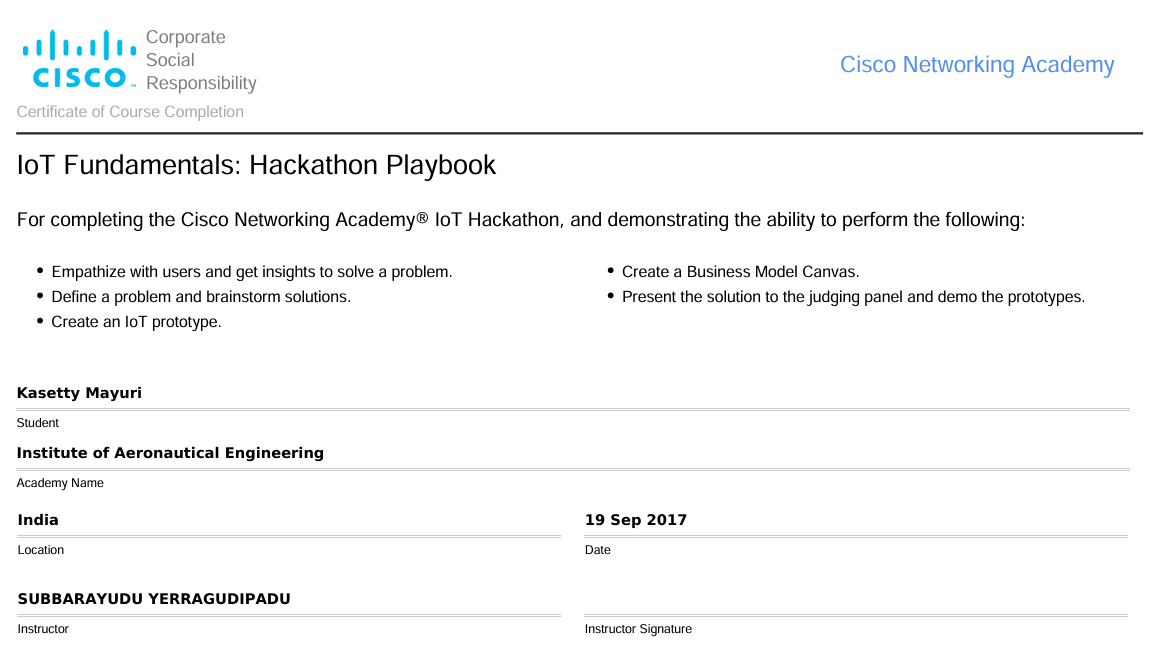 Corporate
Social
Responsibility
CISCO™
Cisco Networking Academy
Certificate of Course Completion
IoT Fundamentals: Hackathon Playbook
For completing the Cisco Networking Academy® IoT Hackathon, and demonstrating the ability to perform the following:
• Empathize with users and get insights to solve a problem.
• Define a problem and brainstorm solutions.
• Create an IoT prototype.
• Create a Business Model Canvas.
• Present the solution to the judging panel and demo the prototypes.
Kasetty Mayuri
Student
Institute of Aeronautical Engineering
Academy Name
India
Location
19 Sep 2017
Date
SUBBARAYUDU YERRAGUDIPADU
Instructor
Instructor Signature